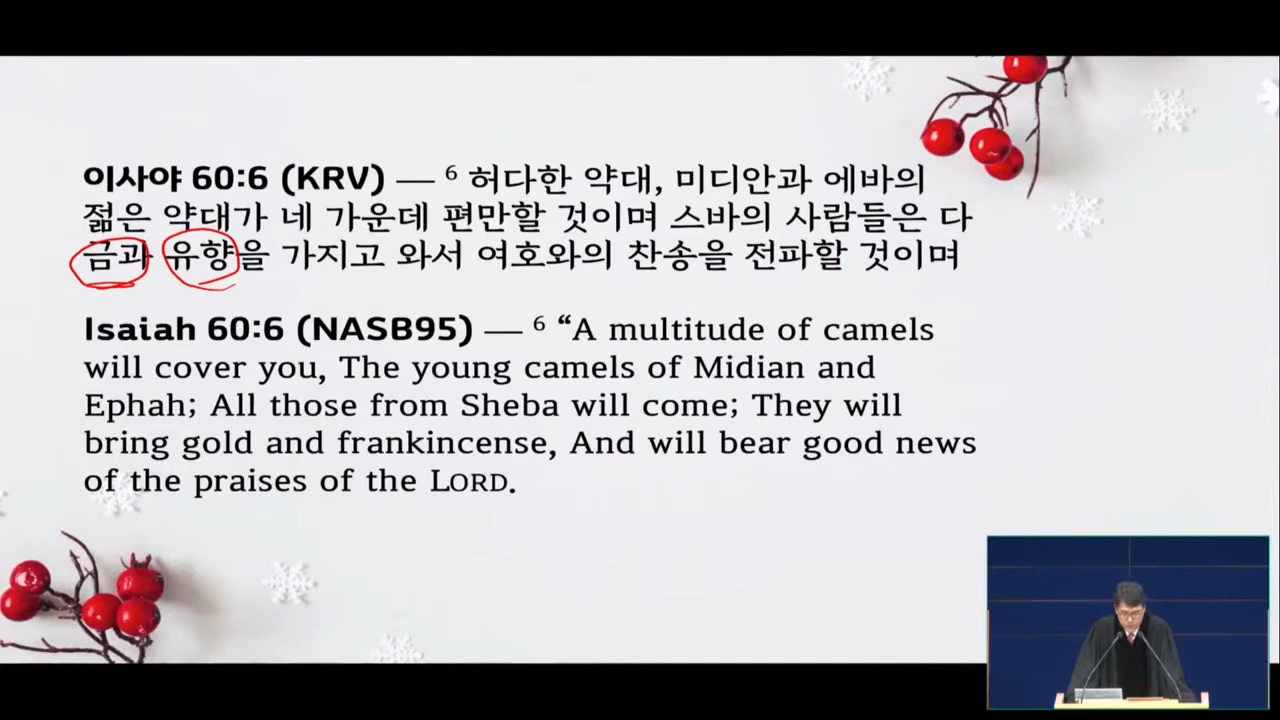 이사야 60:6 (KRV) — ⁶ 허다한 약대, 미디안과 에바의
젊은 약대가 네 가운데 편만할 것이며 스바의 사람들은 다
금과 유향을 가지고 와서 여호와의 찬송을 전파할 것이며
Isaiah 60:6 (NASB95) — ⁶ “A multitude of camels
will cover you, The young camels of Midian and
Ephah; All those from Sheba will come; They will
bring gold and frankincense, And will bear good news
of the praises of the LORD.